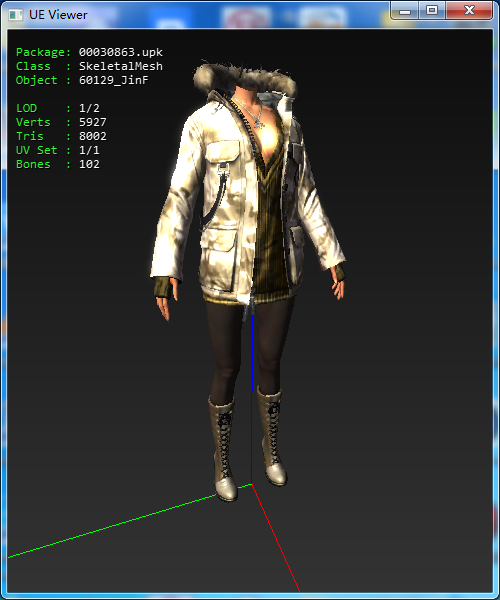 UE Viewer
Package: 00030863.upk
Class : SkeletalMesh
Object : 60129_JinF
LOD : 1/2
Verts : 5927
Tris : 8002
UV Set : 1/1
Bones : 102